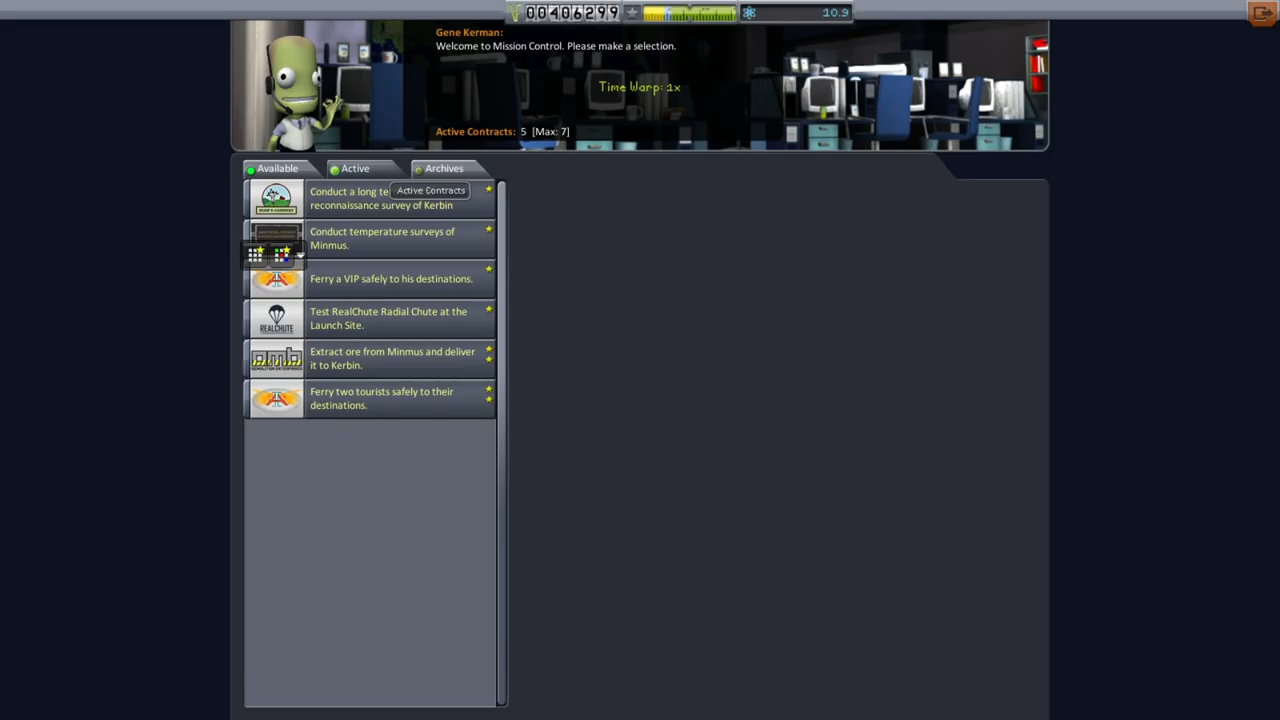 00406299
10.9
Gene Kerman:
Welcome to Mission Control. Please make a selection.
Time Warp: 1x
Active Contracts: 5 [Max: 7]
Available
Active
Archives
Active Contracts
Conduct a long te
reconnaissance survey of Kerbin
Conduct temperature surveys of
Minmus.
Ferry a VIP safely to his destinations.
Test RealChute Radial Chute at the
Launch Site.
REALCHUTE
Extract ore from Minmus and deliver
it to Kerbin.
Ferry two tourists safely to their
destinations.